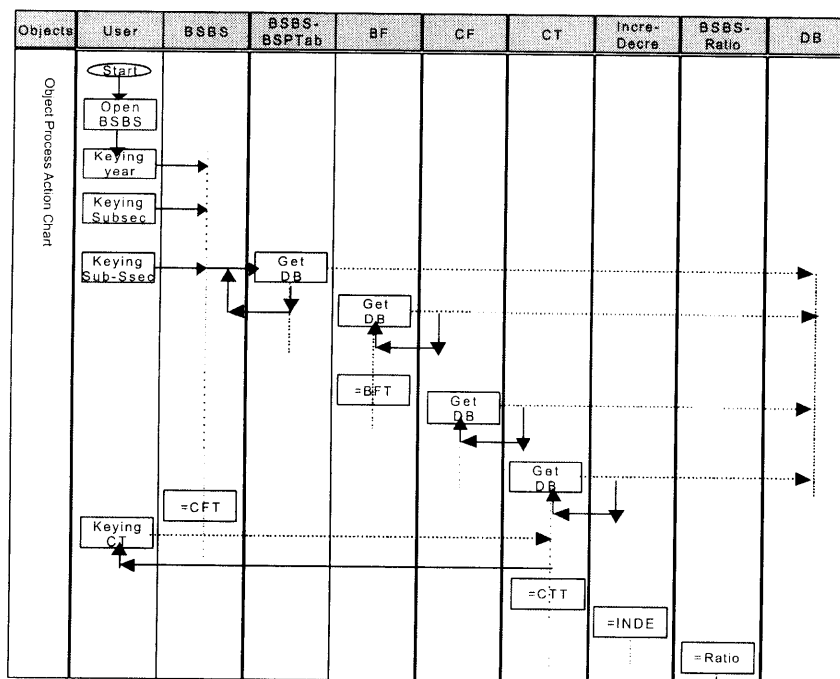 Objects
User
BSBS
BSBS-
BSPTab
BF
CF
CT
Incre-
Decre
BSBS-
Ratio
DB
Object Process Action Chart
Start
Open
BSBS
Keying
year
Keying
Subsec
Keying
Sub-Ssec
Get
DB
Get
DB
=BFT
Get
DB
Get
DB
=CFT
Keying
CT
=CTT
=INDE
=Ratio